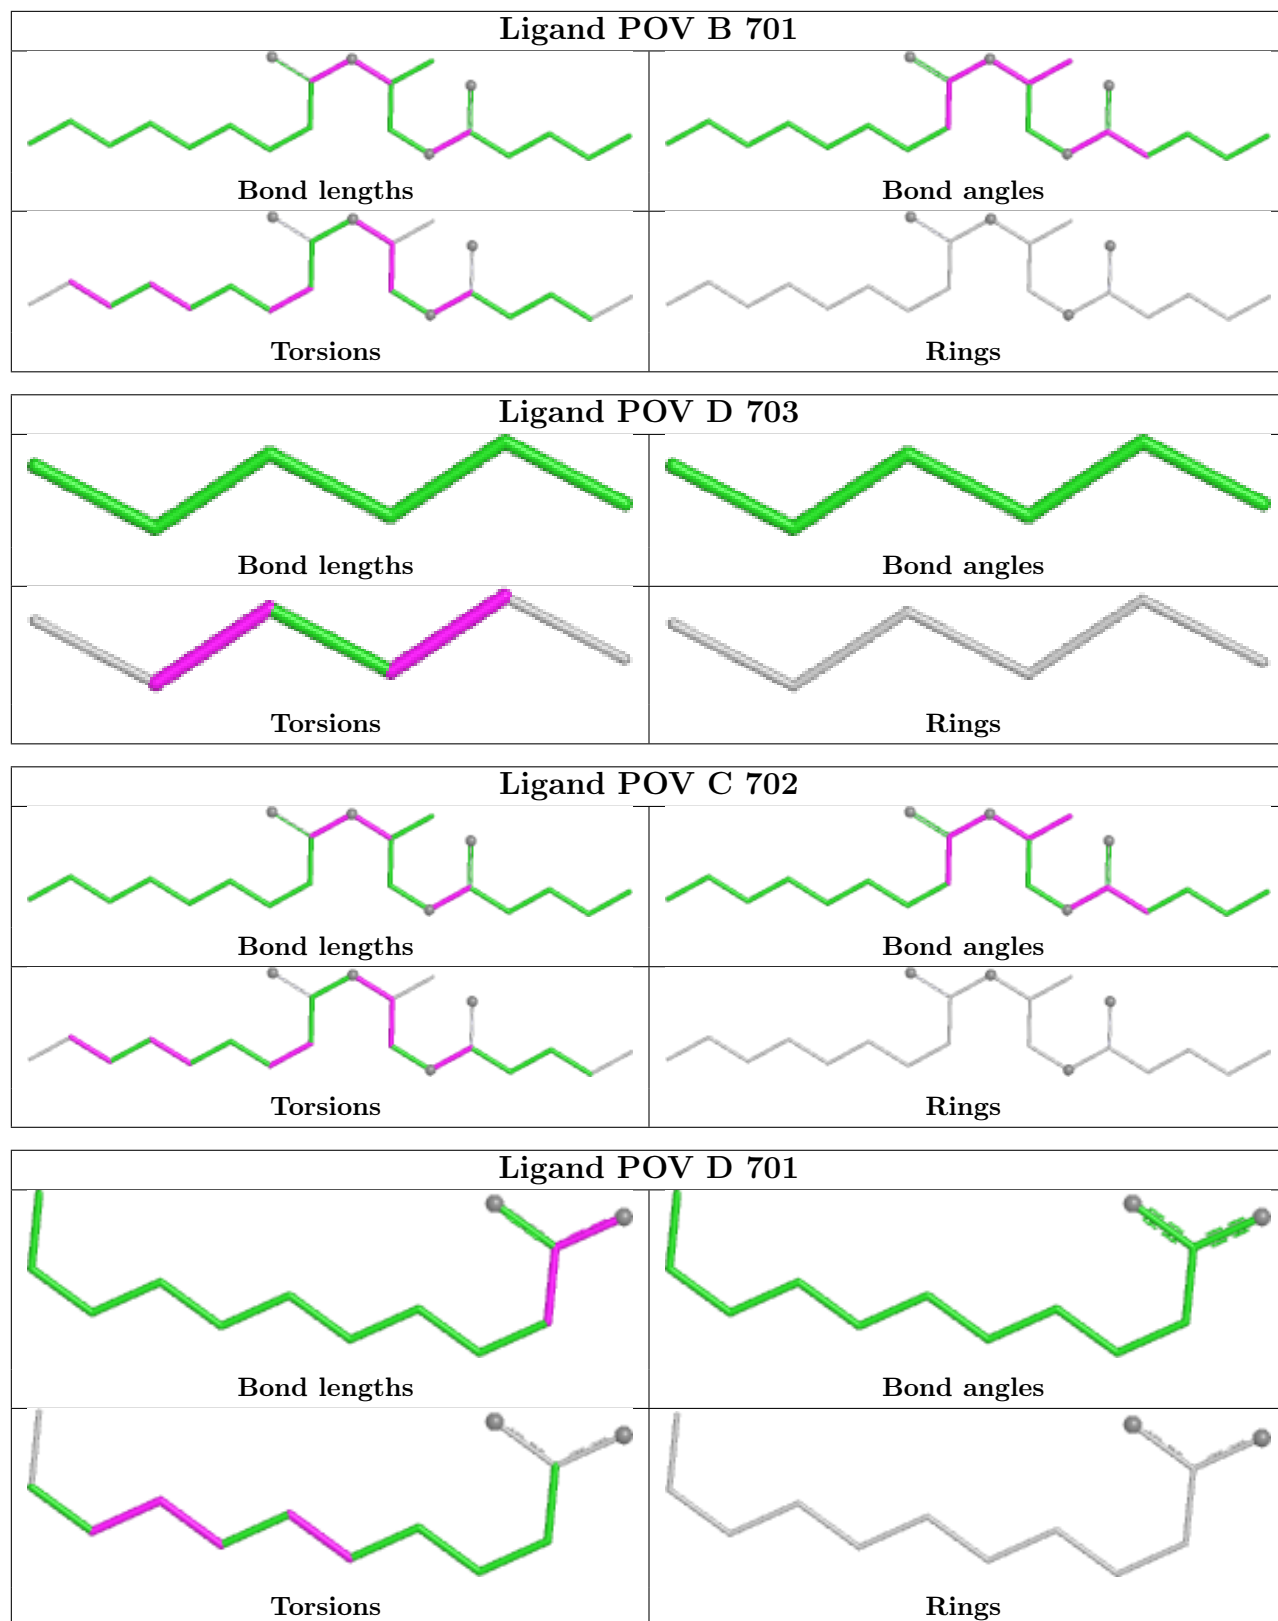 Ligand POV B 701
Bond lengths
Bond angles
Torsions
Rings
Ligand POV D 703
Bond lengths
Bond angles
Torsions
Rings
Ligand POV C 702
Bond lengths
Bond angles
Torsions
Rings
Ligand POV D 701
Bond lengths
Bond angles
Torsions
Rings